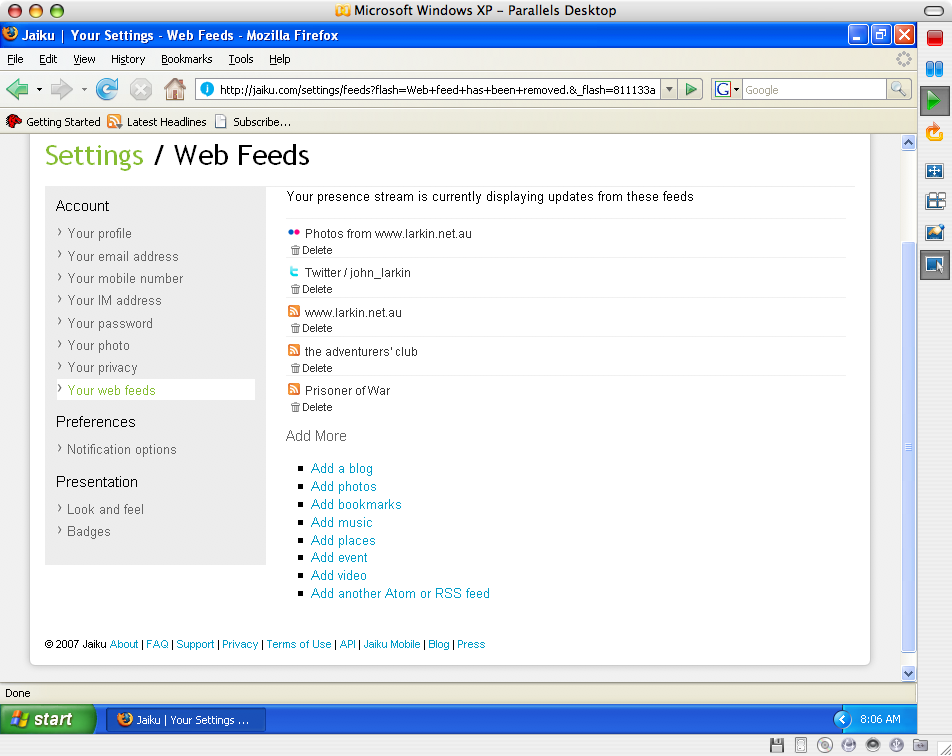 Microsoft Windows XP – Parallels Desktop
Jaiku | Your Settings - Web Feeds - Mozilla Firefox
File Edit View History Bookmarks Tools Help
http://jaiku.com/settings/feeds?flash=Web+feed+has+been+removed.&_flash=811133a
G Google
Getting Started Latest Headlines Subscribe...
Settings / Web Feeds
Account
Your profile
Your email address
Your mobile number
Your IM address
Your password
Your photo
Your privacy
Your web feeds
Preferences
Notification options
Presentation
Look and feel
Badges
Your presence stream is currently displaying updates from these feeds
Photos from www.larkin.net.au
Delete
Twitter / john_larkin
Delete
www.larkin.net.au
Delete
the adventurers' club
Delete
Prisoner of War
Delete
Add More
Add a blog
Add photos
Add bookmarks
Add music
Add places
Add event
Add video
Add another Atom or RSS feed
© 2007 Jaiku About | FAQ | Support | Privacy | Terms of Use | API | Jaiku Mobile | Blog | Press
Done
start Jaiku | Your Settings ... 8:06 AM